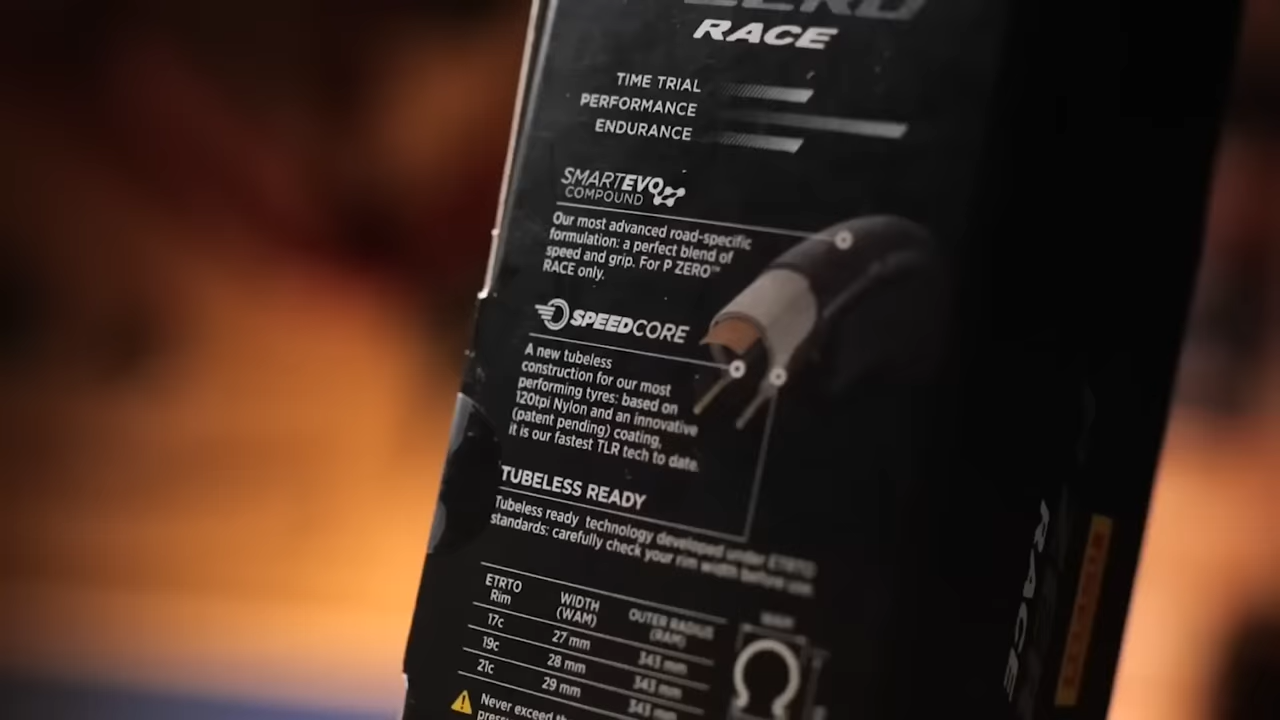 ZERO
RACE
TIME TRIAL
PERFORMANCE
ENDURANCE
SMARTEVO
COMPOUND
Our most advanced road-specific
formulation: a perfect blend of
speed and grip. For P ZERO™
RACE only.
SPEEDCORE
A new tubeless
construction for our most
performing tyres: based on
120tpi Nylon and an innovative
(patent pending) coating,
it is our fastest TLR tech to date.
TUBELESS READY
Tubeless ready technology developed under ETRTO
standards: carefully check your rim width before use
ETRTO WIDTH OUTER RADIUS
Rim (WAM) (RAM)
17c 27 mm 343 mm
19c 28 mm 343 mm
21c 29 mm 343 mm
Never exceed the
RACE